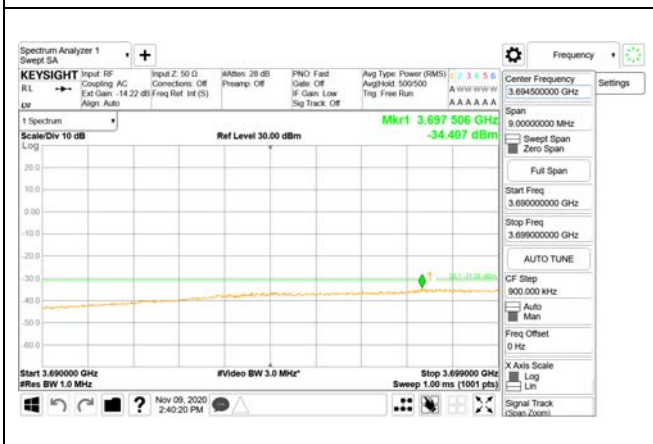 Spectrum Analyzer 1
Swept SA
+
Frequency
KEYSIGHT
RL
Input: RF
Coupling: AC
Ext Gain: -14.22 dB
Align: Auto
Input Z: 50 Ω
Corrections: Off
Freq Ref: Int (S)
#Atten: 28 dB
Preamp: Off
PNO: Fast
Gate: Off
IF Gain: Low
Sig Track: Off
Avg Type: Power (RMS)
Avg|Hold: 500/500
Trig: Free Run
1 2 3 4 5 6
A W W W W W
A A A A A A
1 Spectrum
Scale/Div 10 dB
Log
Ref Level 30.00 dBm
Mkr1 3.697 506 GHz
-34.407 dBm
20.0
10.0
0.00
-10.0
-20.0
-30.0
-40.0
-50.0
-60.0
1
Start 3.690000 GHz
#Res BW 1.0 MHz
#Video BW 3.0 MHz*
Stop 3.699000 GHz
Sweep 1.00 ms (1001 pts)
Nov 09, 2020
2:40:20 PM
?
Center Frequency
3.694500000 GHz
Settings
Span
9.00000000 MHz
Swept Span
Zero Span
Full Span
Start Freq
3.690000000 GHz
Stop Freq
3.699000000 GHz
AUTO TUNE
CF Step
900.000 kHz
Auto
Man
Freq Offset
0 Hz
X Axis Scale
Log
Lin
Signal Track
(Span Zoom)